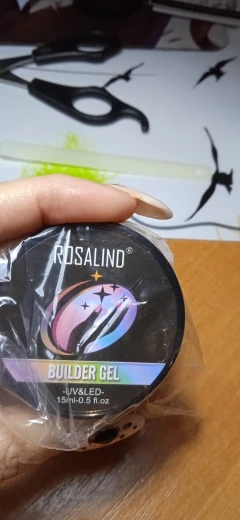 ROSALIND®
BUILDER GEL
-UV&LED-
15ml-0.5 fl.oz